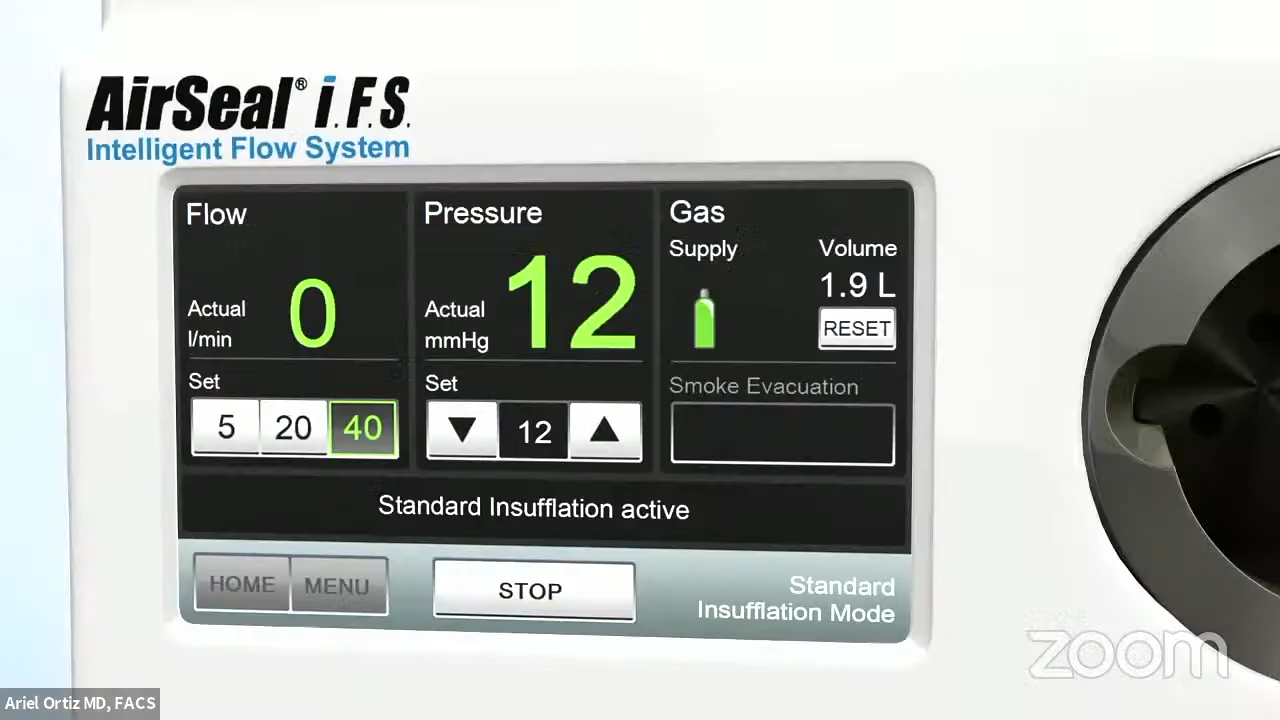 AirSeal® i.F.S.
Intelligent Flow System
Flow
Actual
l/min
0
Set
5 20 40
Pressure
Actual
mmHg
12
Set
▼ 12 ▲
Gas
Supply
Volume
1.9 L
RESET
Smoke Evacuation
Standard Insufflation active
HOME MENU
STOP
Standard
Insufflation Mode
zoom
Ariel Ortiz MD, FACS